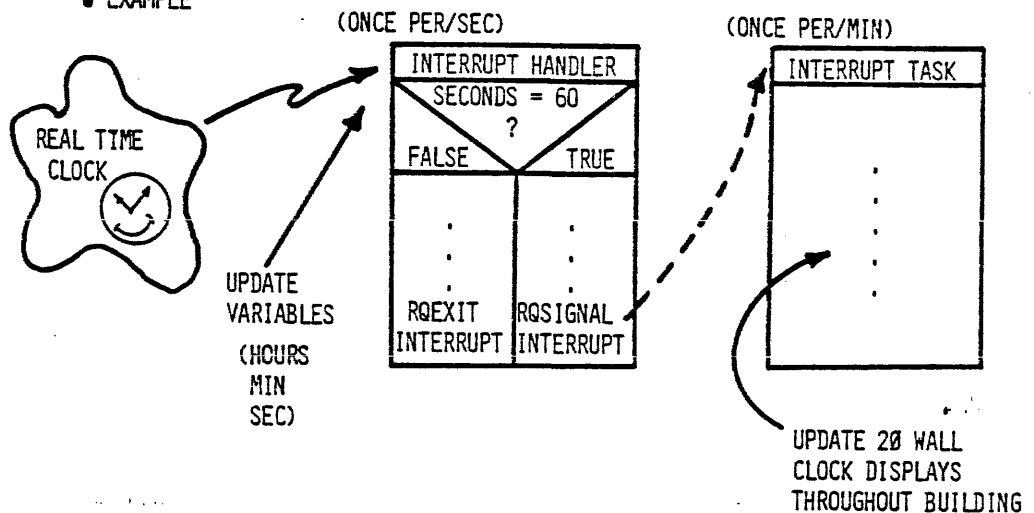 ● EXAMPLE
(ONCE PER/SEC)
(ONCE PER/MIN)
REAL TIME
CLOCK
INTERRUPT HANDLER
SECONDS = 60
?
FALSE
TRUE
RQEXIT
INTERRUPT
RQSIGNAL
INTERRUPT
UPDATE
VARIABLES
(HOURS
MIN
SEC)
INTERRUPT TASK
UPDATE 20 WALL
CLOCK DISPLAYS
THROUGHOUT BUILDING